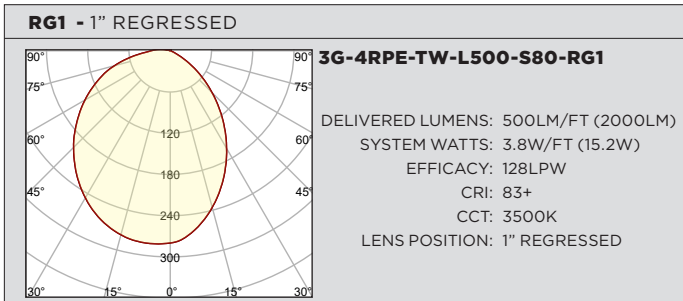 RG1 - 1” REGRESSED
90° 90°
75° 75°
60° 60°
45° 45°
120
180
240
300
30° 15° 0° 15° 30°
3G-4RPE-TW-L500-S80-RG1
DELIVERED LUMENS: 500LM/FT (2000LM)
SYSTEM WATTS: 3.8W/FT (15.2W)
EFFICACY: 128LPW
CRI: 83+
CCT: 3500K
LENS POSITION: 1” REGRESSED